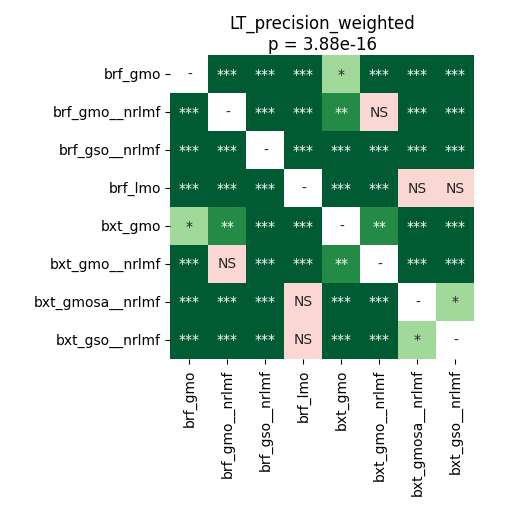 LT_precision_weighted
p = 3.88e-16
brf_gmo - *** *** *** * *** *** ***
brf_gmo__nrlmf *** - *** *** ** NS *** ***
brf_gso__nrlmf *** *** - *** *** *** *** ***
brf_lmo *** *** *** - *** *** NS NS
bxt_gmo * ** *** *** - ** *** ***
bxt_gmo__nrlmf *** NS *** *** ** - *** ***
bxt_gmosa__nrlmf *** *** *** NS *** *** - *
bxt_gso__nrlmf *** *** *** NS *** *** * -
brf_gmo
brf_gmo__nrlmf
brf_gso__nrlmf
brf_lmo
bxt_gmo
bxt_gmo__nrlmf
bxt_gmosa__nrlmf
bxt_gso__nrlmf